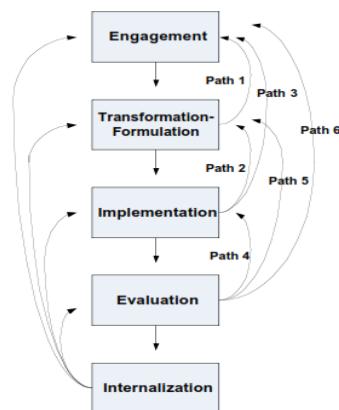 Engagement
Path 1
Path 3
Transformation-
Formulation
Path 6
Path 2
Path 5
Implementation
Path 4
Evaluation
Internalization